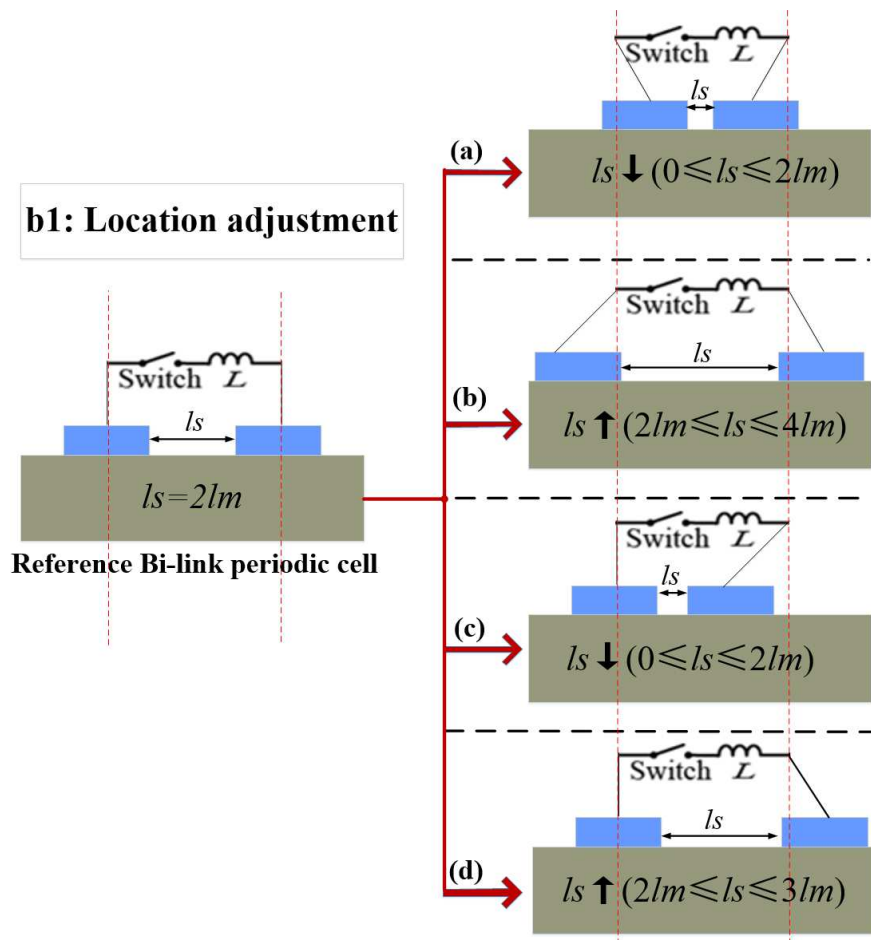 b1: Location adjustment
Switch L
ls
ls=2lm
Reference Bi-link periodic cell
(a)
Switch L
ls
ls ↓ (0≤ls≤2lm)
(b)
Switch L
ls
ls ↑ (2lm≤ls≤4lm)
(c)
Switch L
ls
ls ↓ (0≤ls≤2lm)
(d)
Switch L
ls
ls ↑ (2lm≤ls≤3lm)